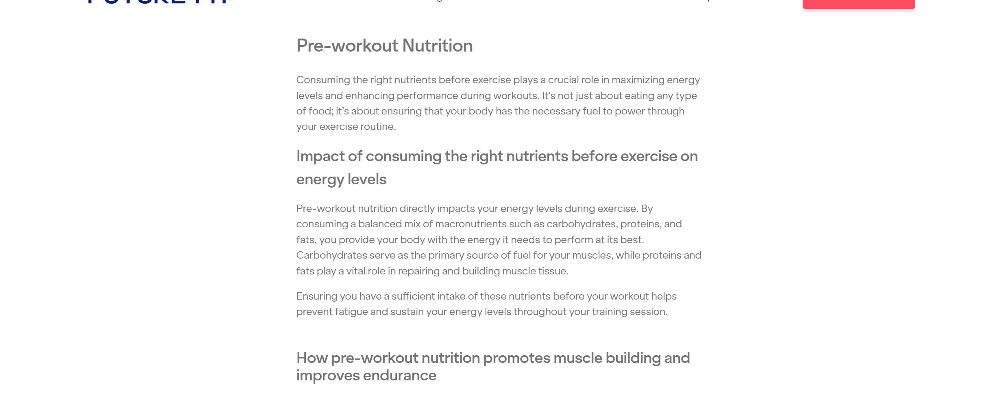 Pre-workout Nutrition
Consuming the right nutrients before exercise plays a crucial role in maximizing energy
levels and enhancing performance during workouts. It’s not just about eating any type
of food; it’s about ensuring that your body has the necessary fuel to power through
your exercise routine.
Impact of consuming the right nutrients before exercise on
energy levels
Pre-workout nutrition directly impacts your energy levels during exercise. By
consuming a balanced mix of macronutrients such as carbohydrates, proteins, and
fats, you provide your body with the energy it needs to perform at its best.
Carbohydrates serve as the primary source of fuel for your muscles, while proteins and
fats play a vital role in repairing and building muscle tissue.
Ensuring you have a sufficient intake of these nutrients before your workout helps
prevent fatigue and sustain your energy levels throughout your training session.
How pre-workout nutrition promotes muscle building and
improves endurance